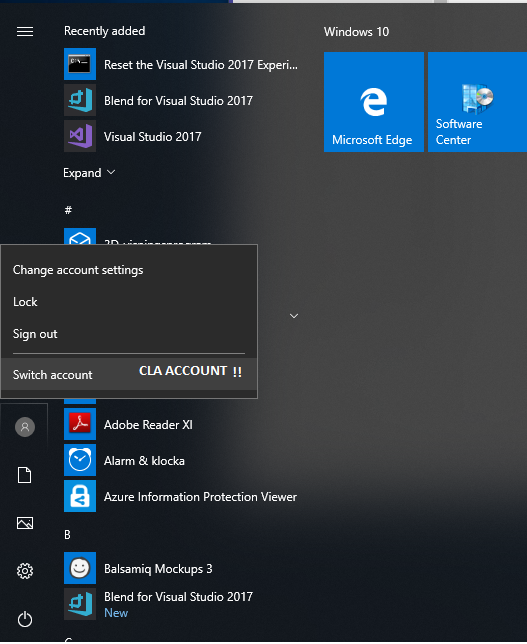 Recently added
Windows 10
Reset the Visual Studio 2017 Experi...
Blend for Visual Studio 2017
Visual Studio 2017
Microsoft Edge
Software
Center
Expand
#
3D-visningsprogram
Change account settings
Lock
Sign out
Switch account CLA ACCOUNT !!
Adobe Reader XI
Alarm & klocka
Azure Information Protection Viewer
B
Balsamiq Mockups 3
Blend for Visual Studio 2017
New